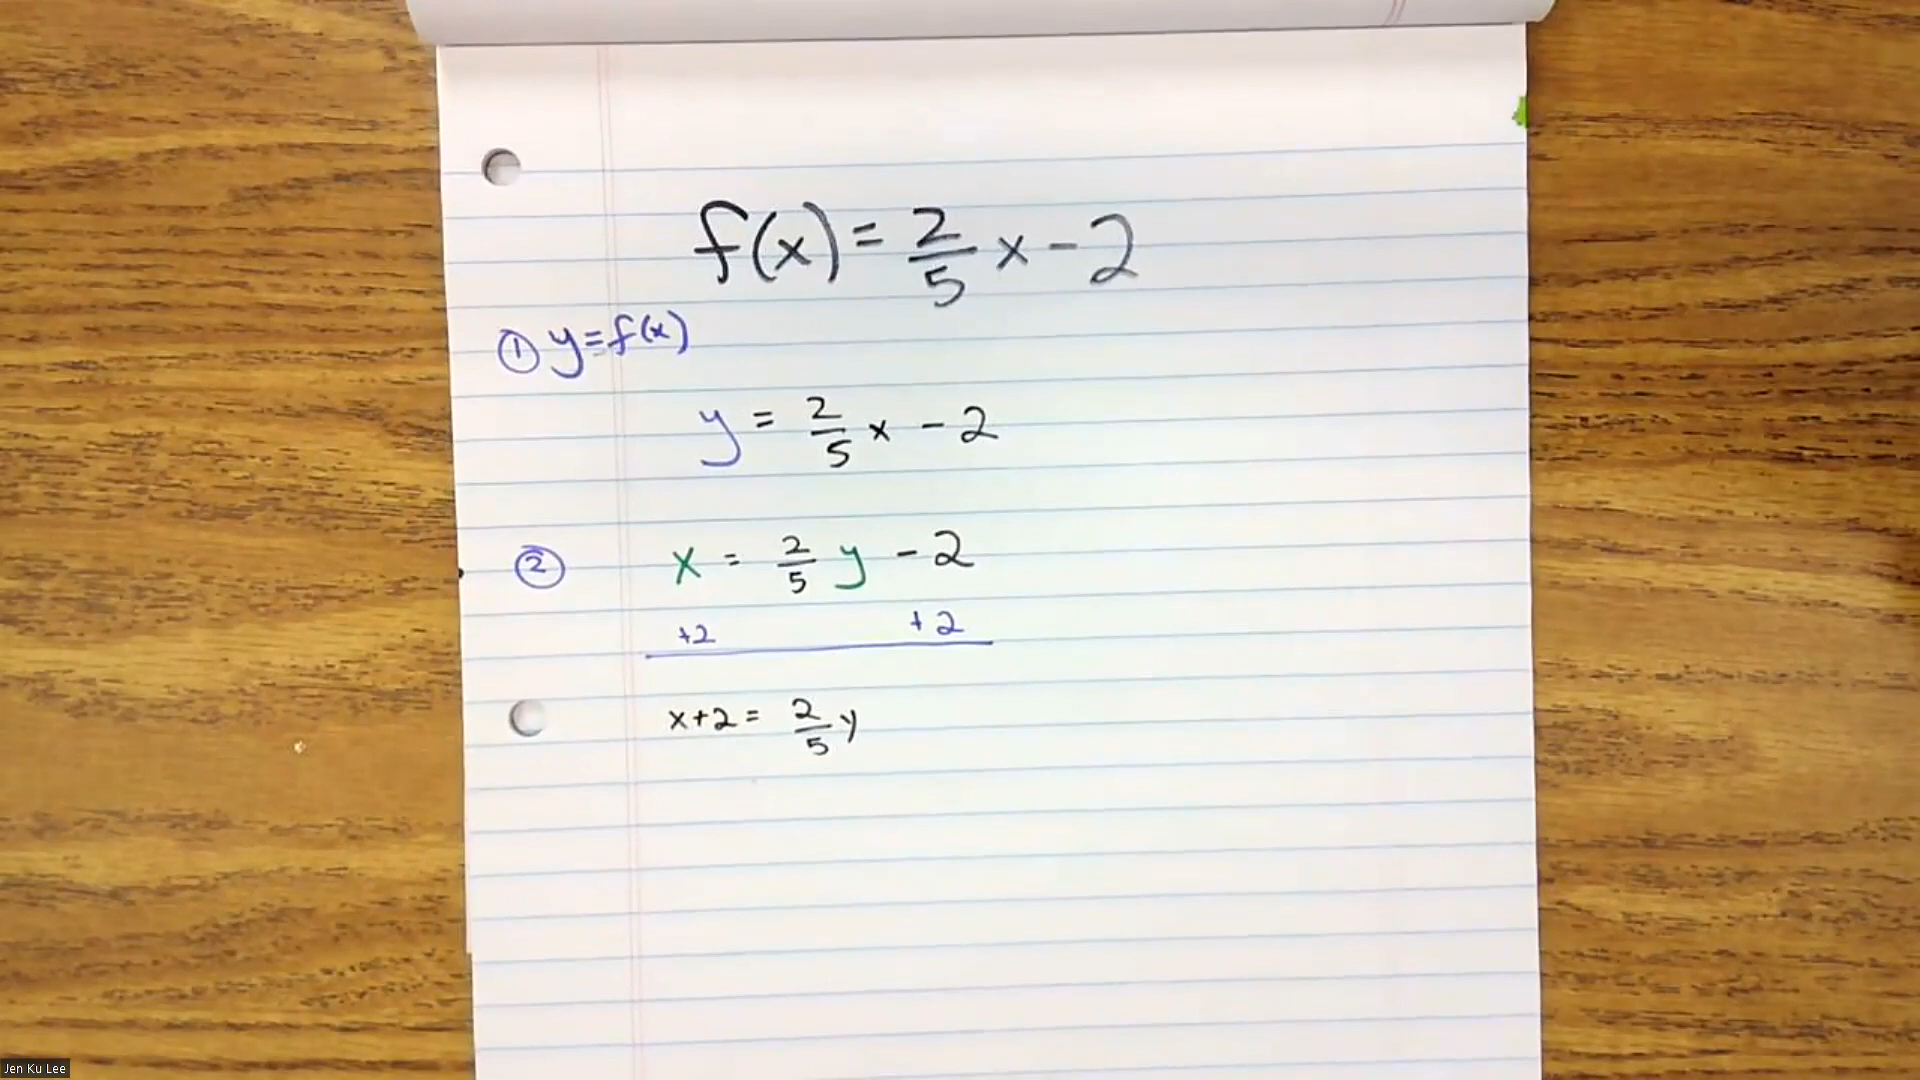 f(x) = 2/5 x - 2
① y = f(x)
y = 2/5 x - 2
② x = 2/5 y - 2
+2 +2
x+2 = 2/5 y
Jen Ku Lee